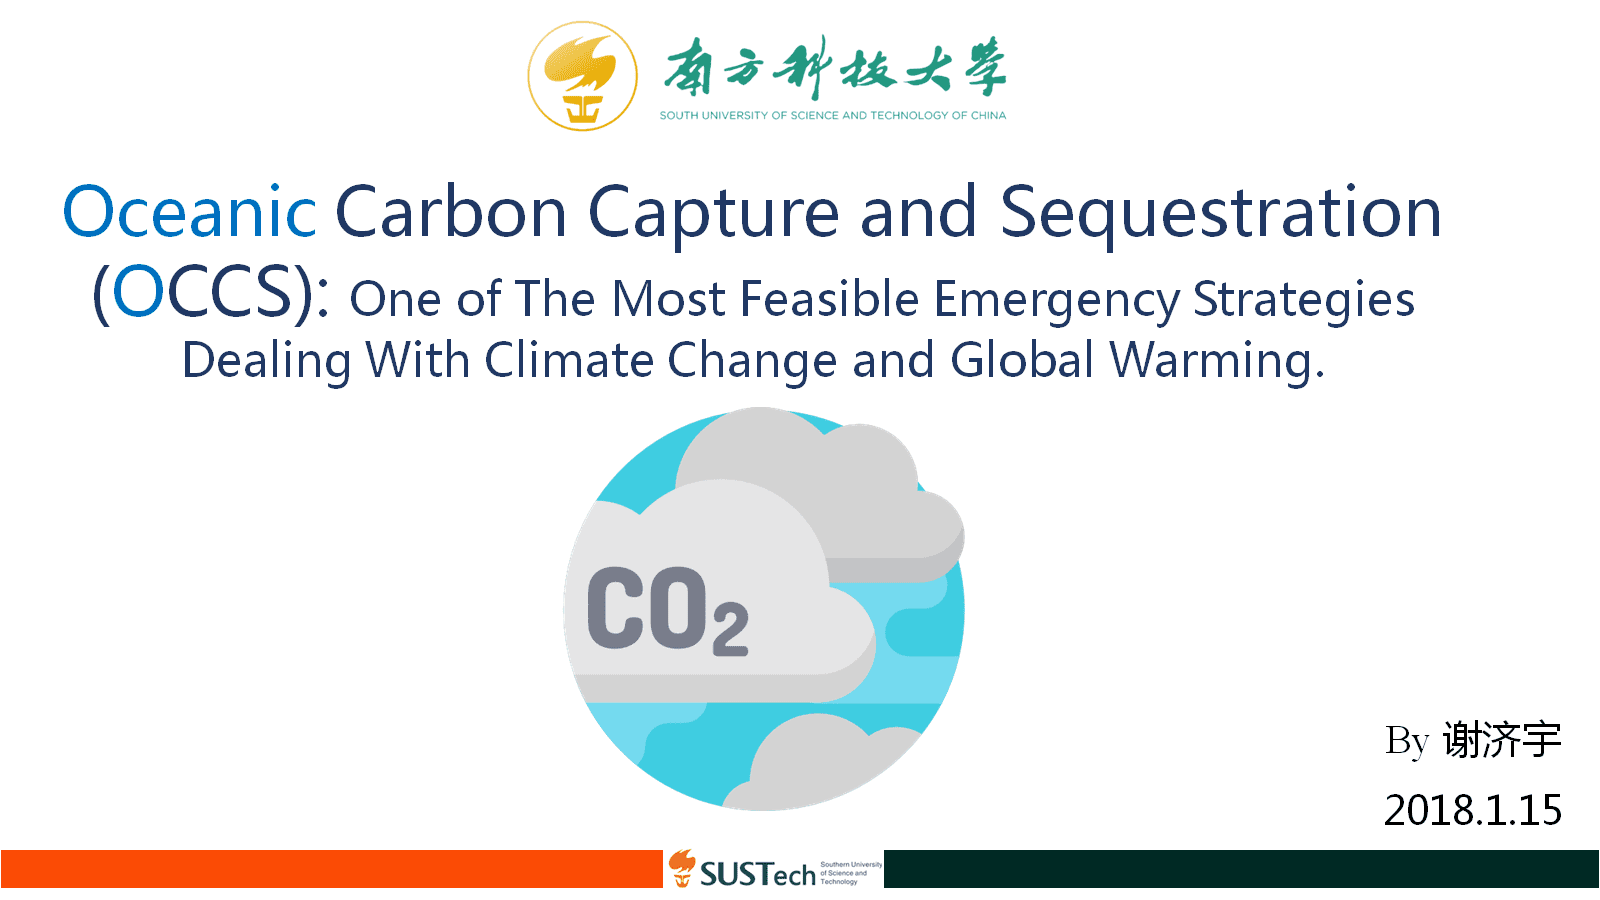 南方科技大学
SOUTH UNIVERSITY OF SCIENCE AND TECHNOLOGY OF CHINA
Oceanic Carbon Capture and Sequestration
(OCCS): One of The Most Feasible Emergency Strategies
Dealing With Climate Change and Global Warming.
CO₂
By 谢济宇
2018.1.15
SUSTech
Southern University
of Science and
Technology